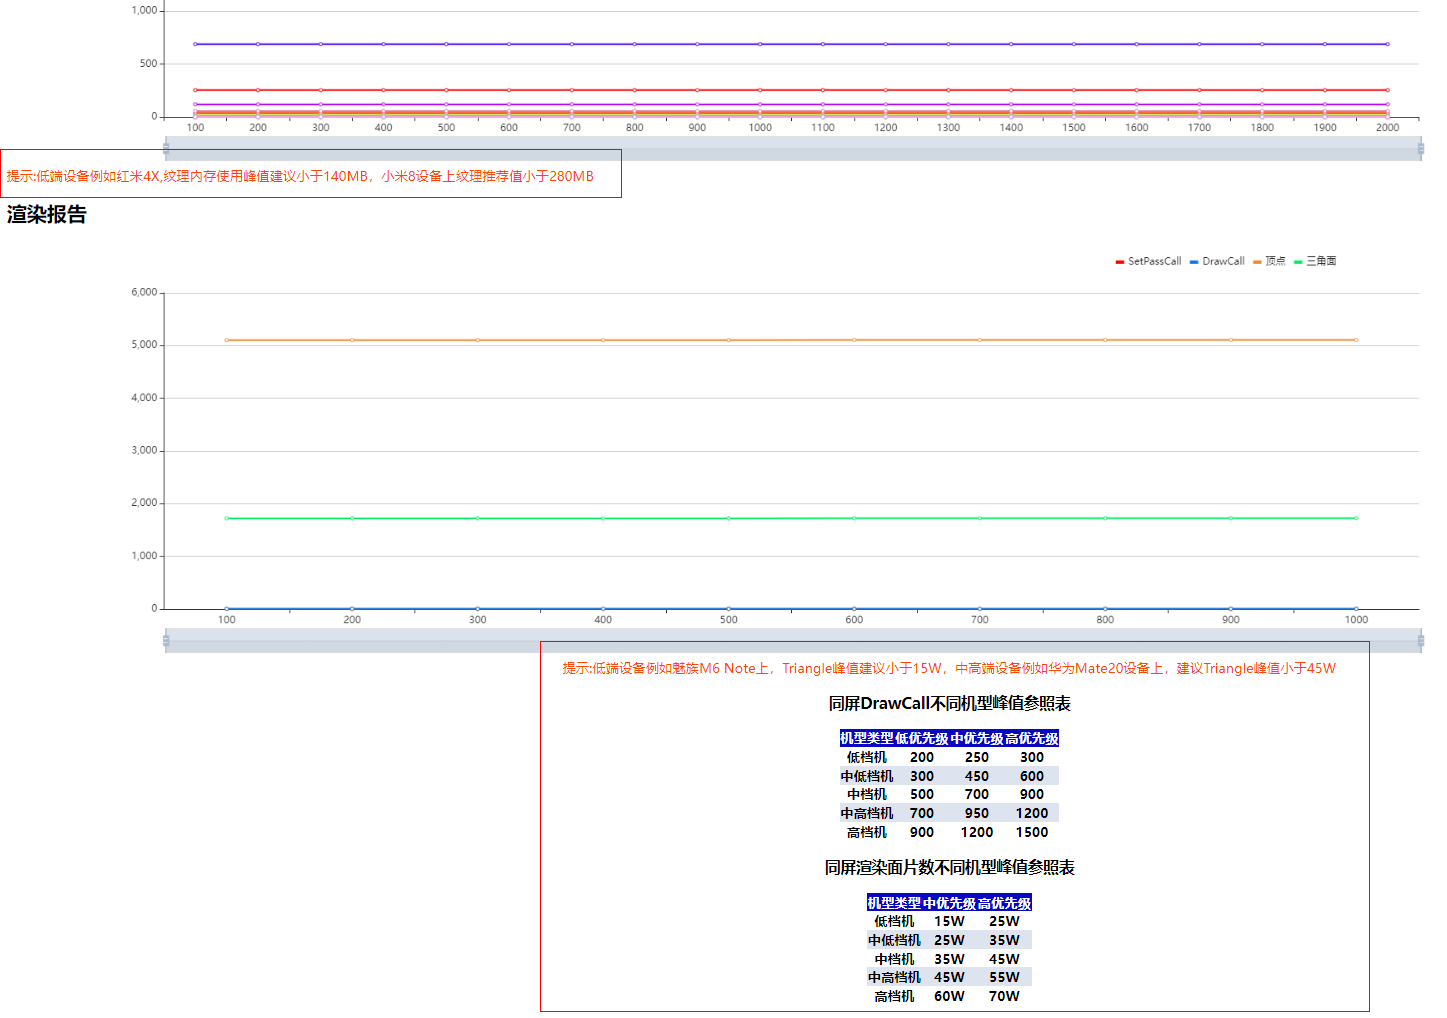 1,000
500
0
100 200 300 400 500 600 700 800 900 1000 1100 1200 1300 1400 1500 1600 1700 1800 1900 2000
提示:低端设备例如红米4X,纹理内存使用峰值建议小于140MB，小米8设备上纹理推荐值小于280MB
渲染报告
SetPassCall DrawCall 顶点 三角面
6,000
5,000
4,000
3,000
2,000
1,000
0
100 200 300 400 500 600 700 800 900 1000
提示:低端设备例如魅族M6 Note上，Triangle峰值建议小于15W，中高端设备例如华为Mate20设备上，建议Triangle峰值小于45W
同屏DrawCall不同机型峰值参照表
机型类型 低优先级 中优先级 高优先级
低档机 200 250 300
中低档机 300 450 600
中档机 500 700 900
中高档机 700 950 1200
高档机 900 1200 1500
同屏渲染面片数不同机型峰值参照表
机型类型 中优先级 高优先级
低档机 15W 25W
中低档机 25W 35W
中档机 35W 45W
中高档机 45W 55W
高档机 60W 70W